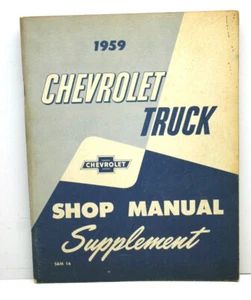 1959
CHEVROLET
TRUCK
CHEVROLET
SHOP MANUAL
Supplement